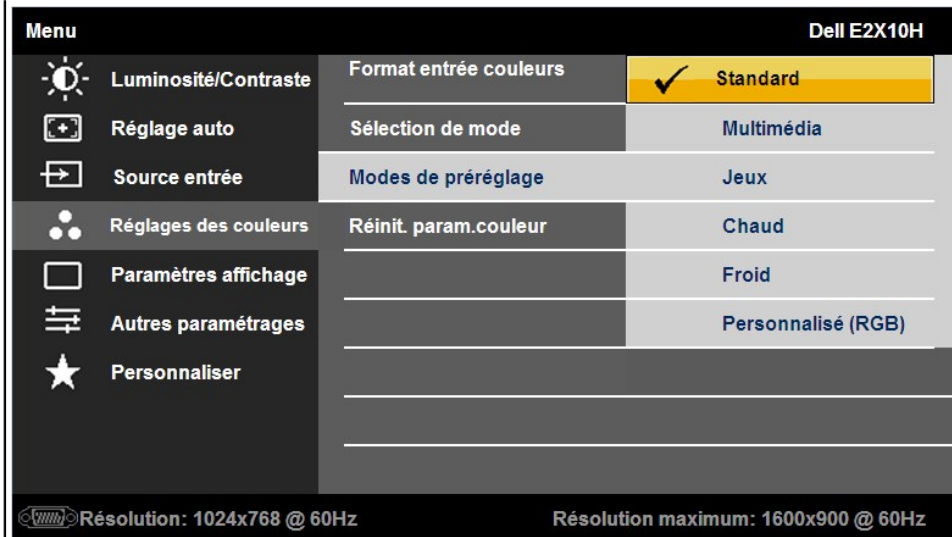 Menu Dell E2X10H
Luminosité/Contraste Format entrée couleurs Standard
Réglage auto Sélection de mode Multimédia
Source entrée Modes de préréglage Jeux
Réglages des couleurs Réinit. param.couleur Chaud
Paramètres affichage Froid
Autres paramétrages Personnalisé (RGB)
Personnaliser
Résolution: 1024x768 @ 60Hz Résolution maximum: 1600x900 @ 60Hz